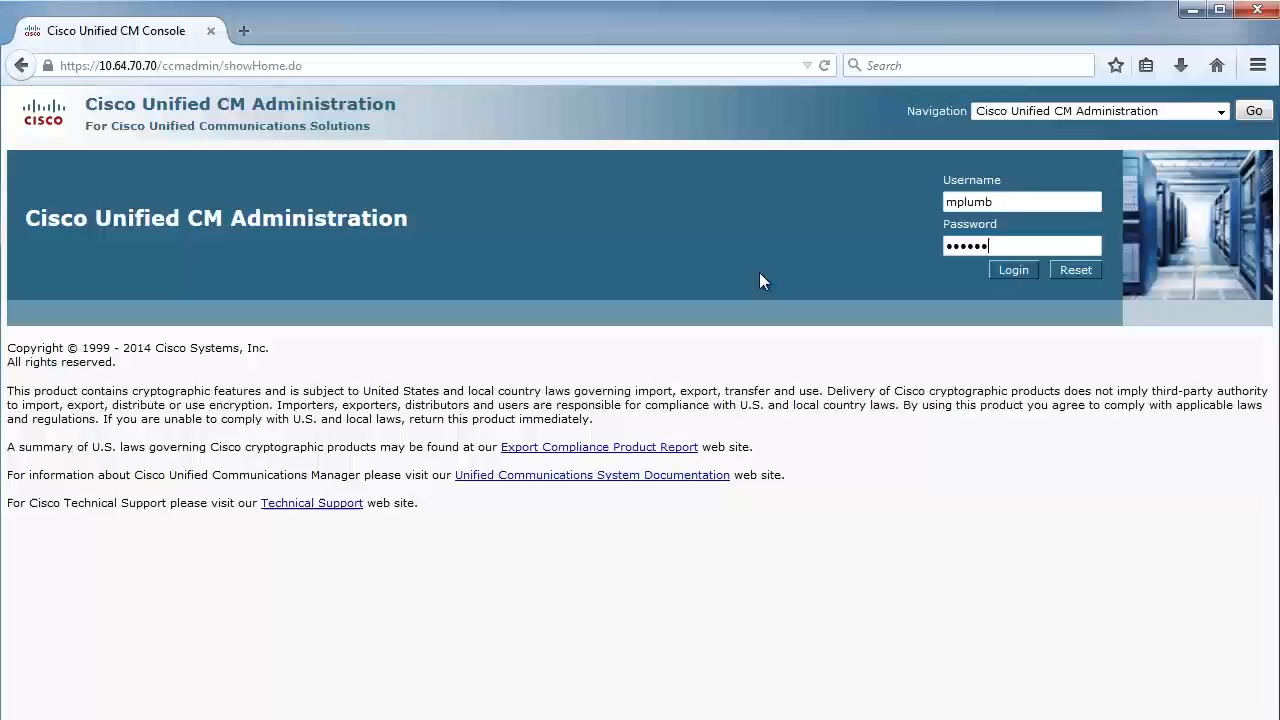 Cisco Unified CM Console
https://10.64.70.70/ccmadmin/showHome.do
Search
CISCO
Cisco Unified CM Administration
For Cisco Unified Communications Solutions
Navigation
Cisco Unified CM Administration
Go
Cisco Unified CM Administration
Username
mplumb
Password
••••••
Login
Reset
Copyright © 1999 - 2014 Cisco Systems, Inc.
All rights reserved.
This product contains cryptographic features and is subject to United States and local country laws governing import, export, transfer and use. Delivery of Cisco cryptographic products does not imply third-party authority
to import, export, distribute or use encryption. Importers, exporters, distributors and users are responsible for compliance with U.S. and local country laws. By using this product you agree to comply with applicable laws
and regulations. If you are unable to comply with U.S. and local laws, return this product immediately.
A summary of U.S. laws governing Cisco cryptographic products may be found at our Export Compliance Product Report web site.
For information about Cisco Unified Communications Manager please visit our Unified Communications System Documentation web site.
For Cisco Technical Support please visit our Technical Support web site.